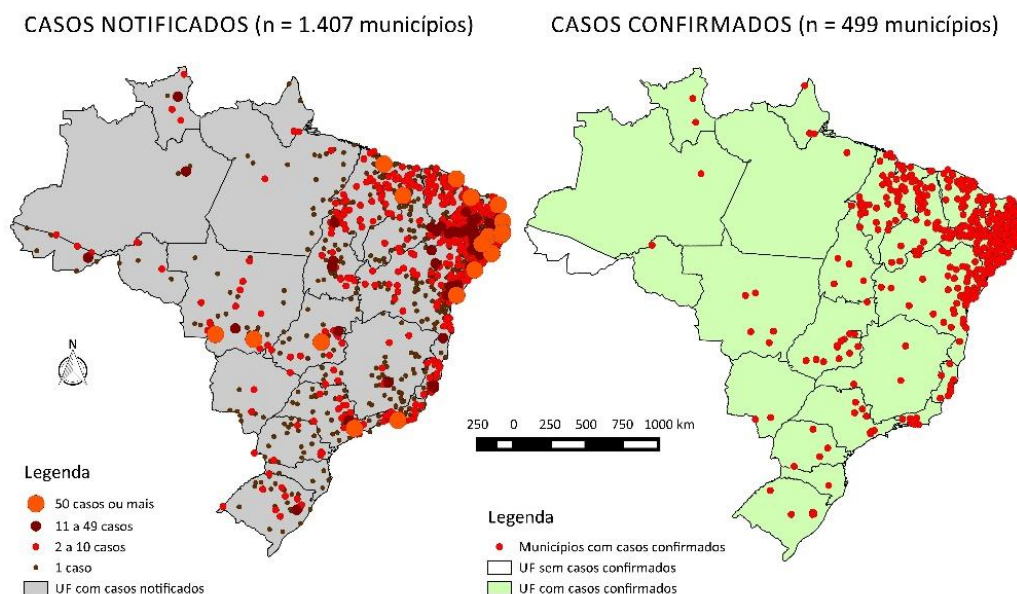 CASOS NOTIFICADOS (n = 1.407 municípios)
CASOS CONFIRMADOS (n = 499 municípios)
N
250 0 250 500 750 1000 km
Legenda
50 casos ou mais
11 a 49 casos
2 a 10 casos
1 caso
UF com casos notificados
Legenda
Municípios com casos confirmados
UF sem casos confirmados
UF com casos confirmados